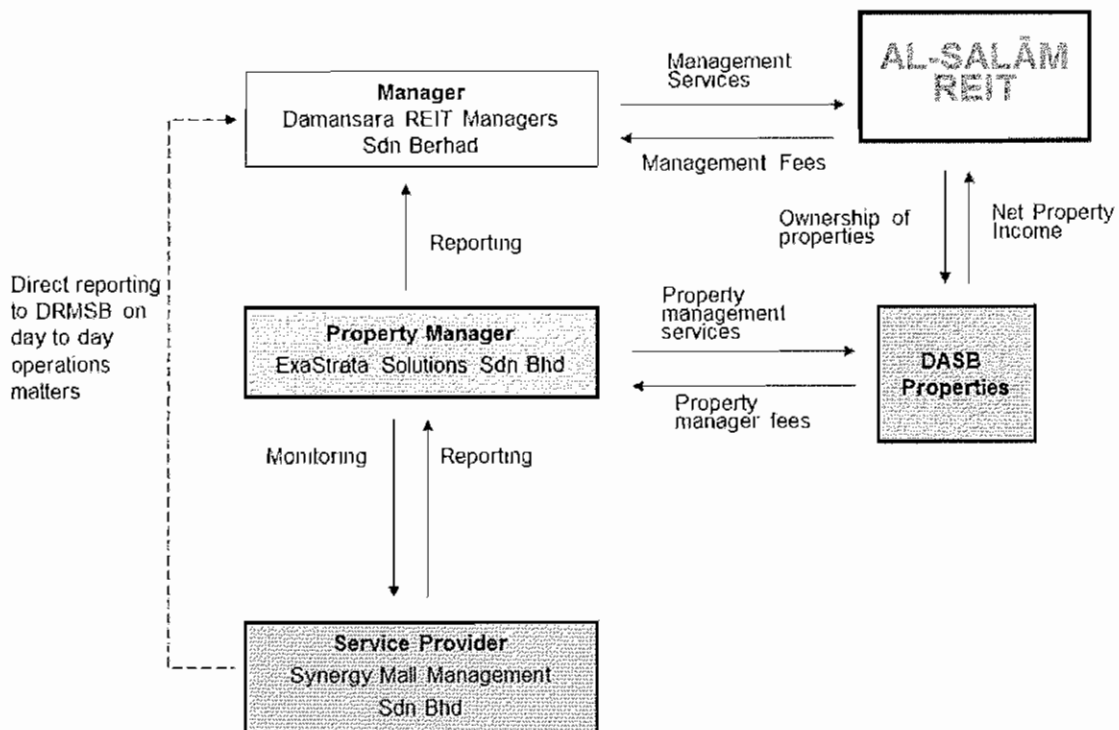 AL-SALĀM
REIT
Manager
Damansara REIT Managers
Sdn Berhad
Management
Services
Management Fees
Reporting
Ownership of
properties
Net Property
Income
Direct reporting
to DRMSB on
day to day
operations
matters
Property Manager
ExaStrata Solutions Sdn Bhd
Property
management
services
Property
manager fees
DASB
Properties
Monitoring
Reporting
Service Provider
Synergy Mall Management
Sdn Bhd